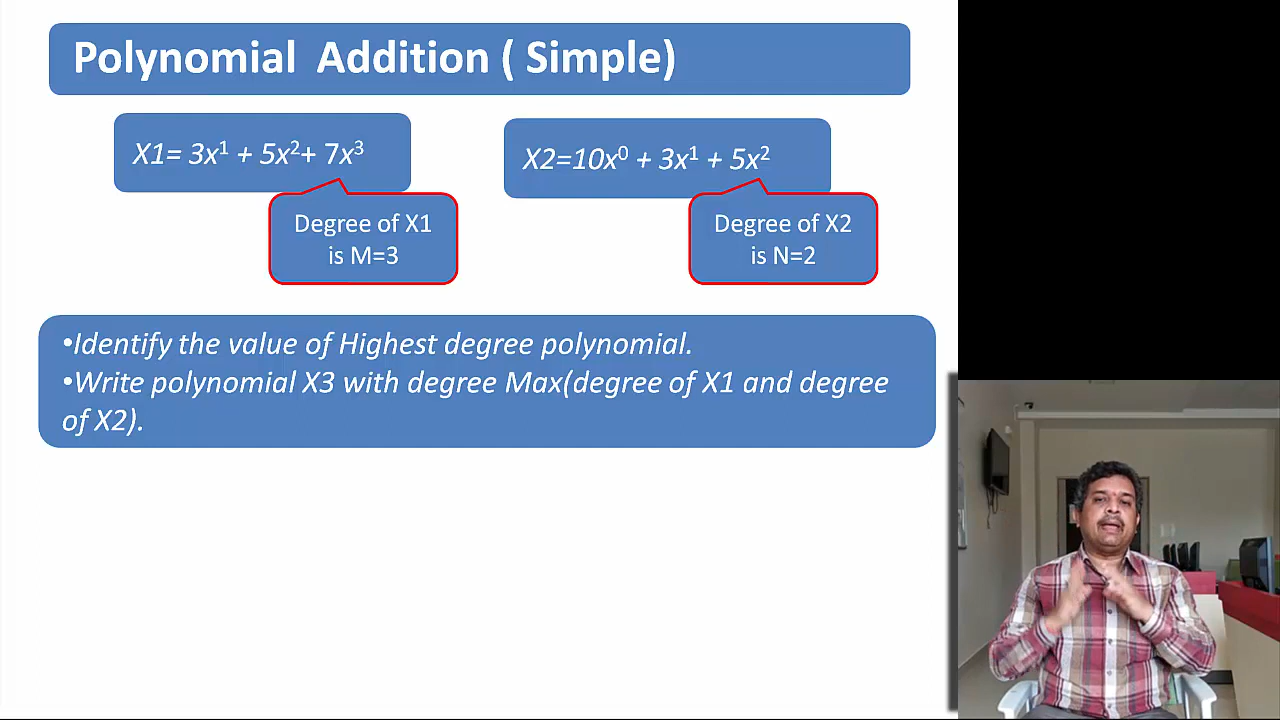 Polynomial Addition ( Simple)
X1= 3x¹ + 5x²+ 7x³
X2=10x⁰ + 3x¹ + 5x²
Degree of X1
is M=3
Degree of X2
is N=2
•Identify the value of Highest degree polynomial.
•Write polynomial X3 with degree Max(degree of X1 and degree
of X2).